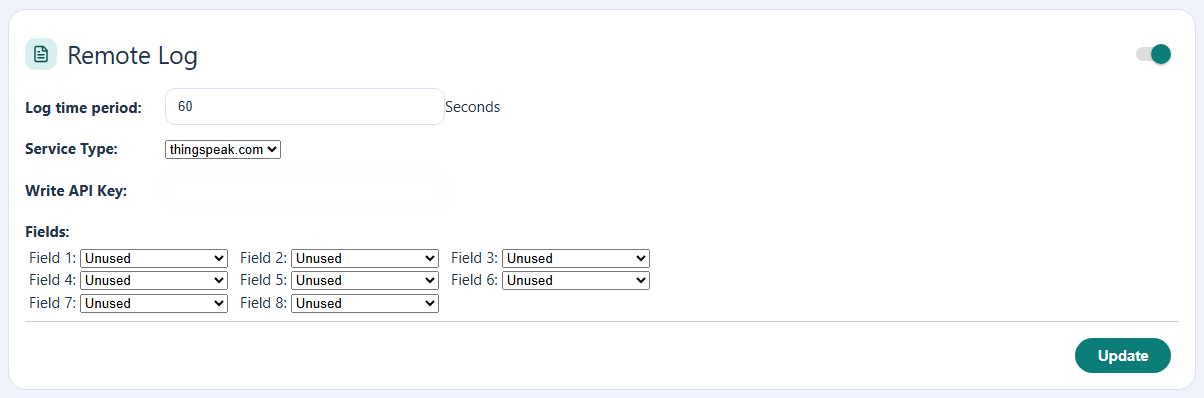 Remote Log
Log time period: 60 Seconds
Service Type: thingspeak.com
Write API Key:
Fields:
Field 1: Unused Field 2: Unused Field 3: Unused
Field 4: Unused Field 5: Unused Field 6: Unused
Field 7: Unused Field 8: Unused
Update